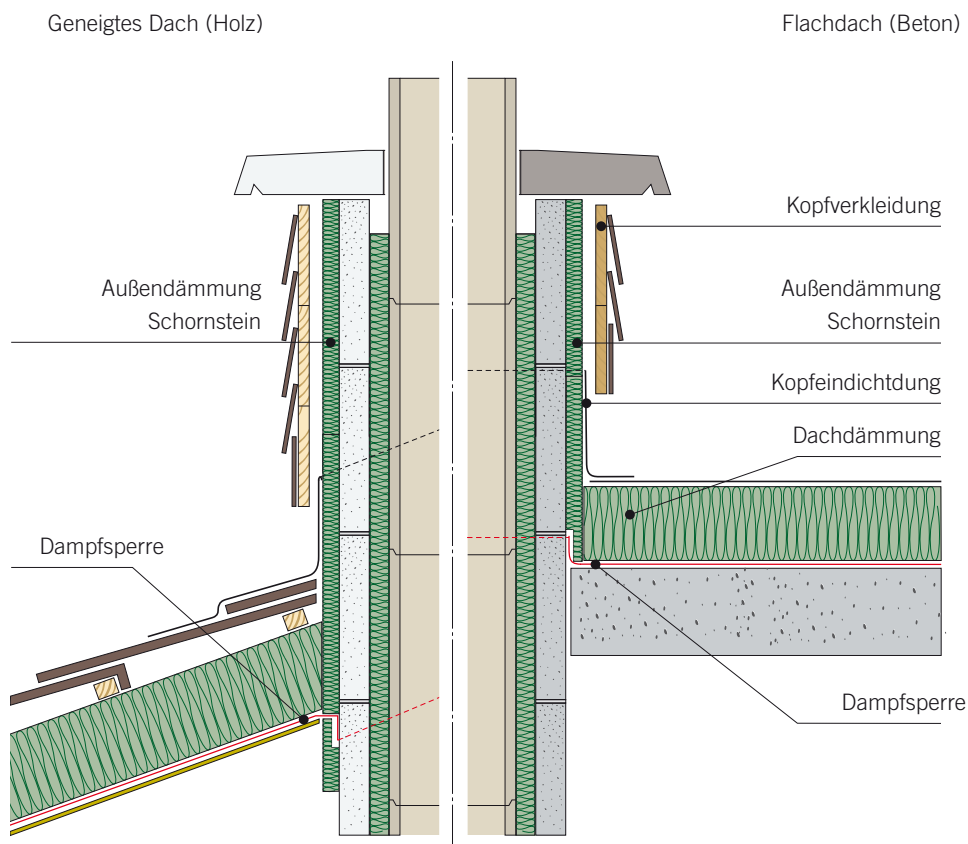 Geneigtes Dach (Holz)
Flachdach (Beton)
Kopfverkleidung
Außendämmung
Schornstein
Außendämmung
Schornstein
Kopfeindichtdung
Dachdämmung
Dampfsperre
Dampfsperre